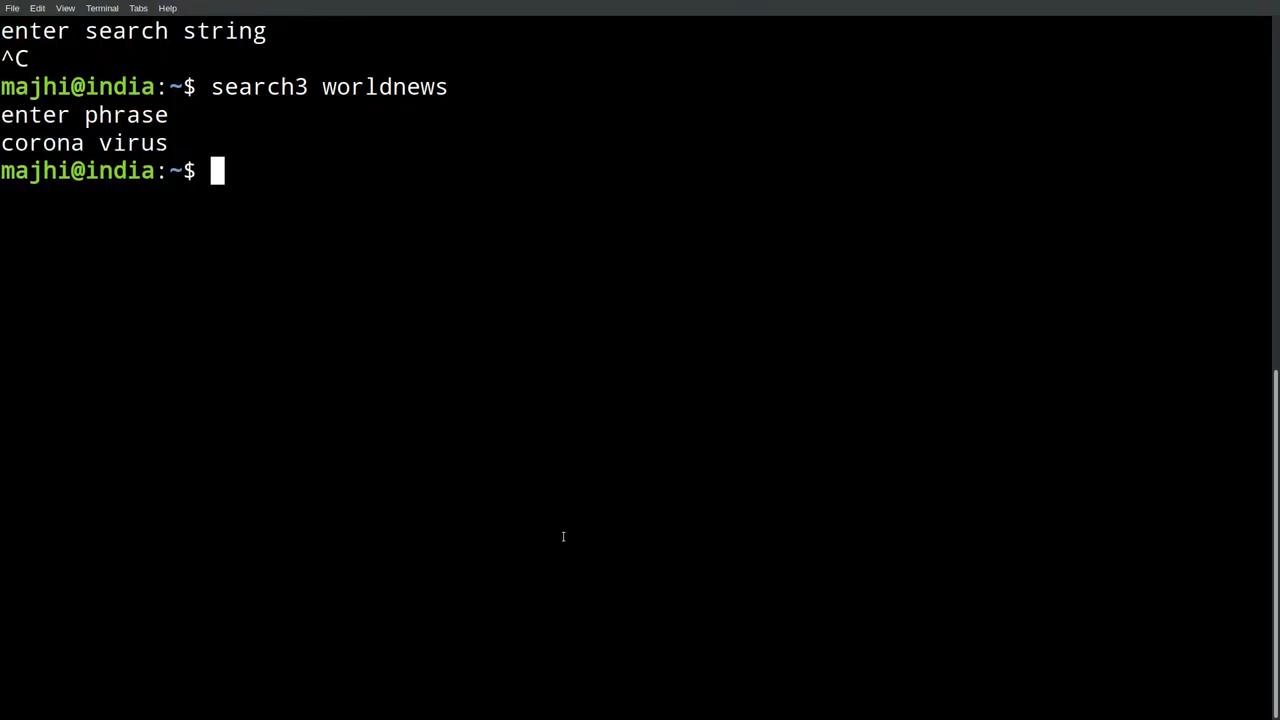 File Edit View Terminal Tabs Help
enter search string
^C
majhi@india:~$ search3 worldnews
enter phrase
corona virus
majhi@india:~$